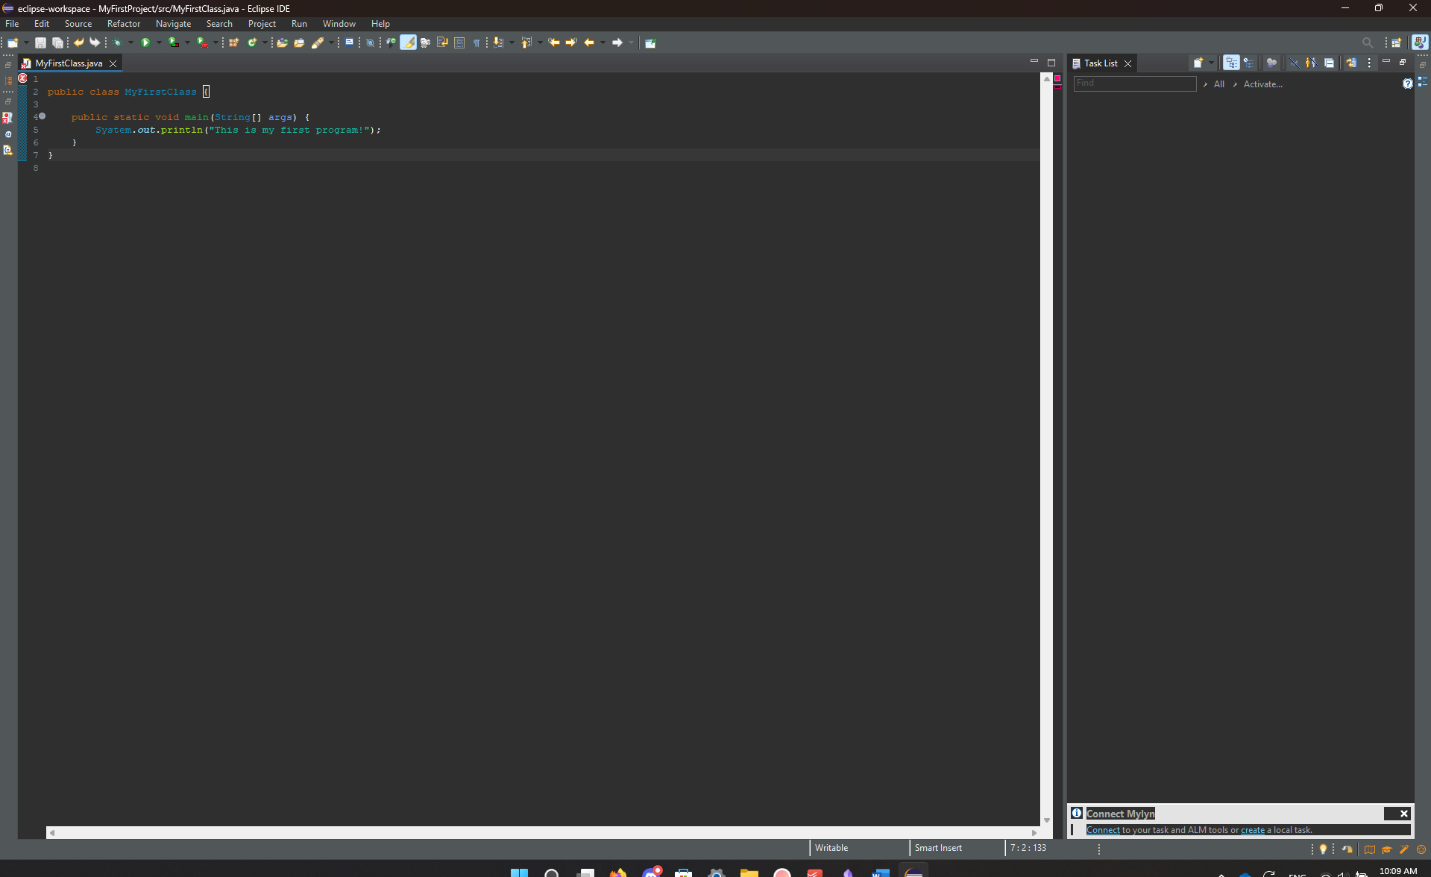 eclipse-workspace - MyFirstProject/src/MyFirstClass.java - Eclipse IDE
File Edit Source Refactor Navigate Search Project Run Window Help
MyFirstClass.java
Task List
Find
All
Activate...
1
2 public class MyFirstClass {
3
4 public static void main(String[] args) {
5 System.out.println("This is my first program!");
6 }
7 }
8
Connect Mylyn
Connect to your task and ALM tools or create a local task.
Writable
Smart Insert
7 : 2 : 133
ENG
10:09 AM